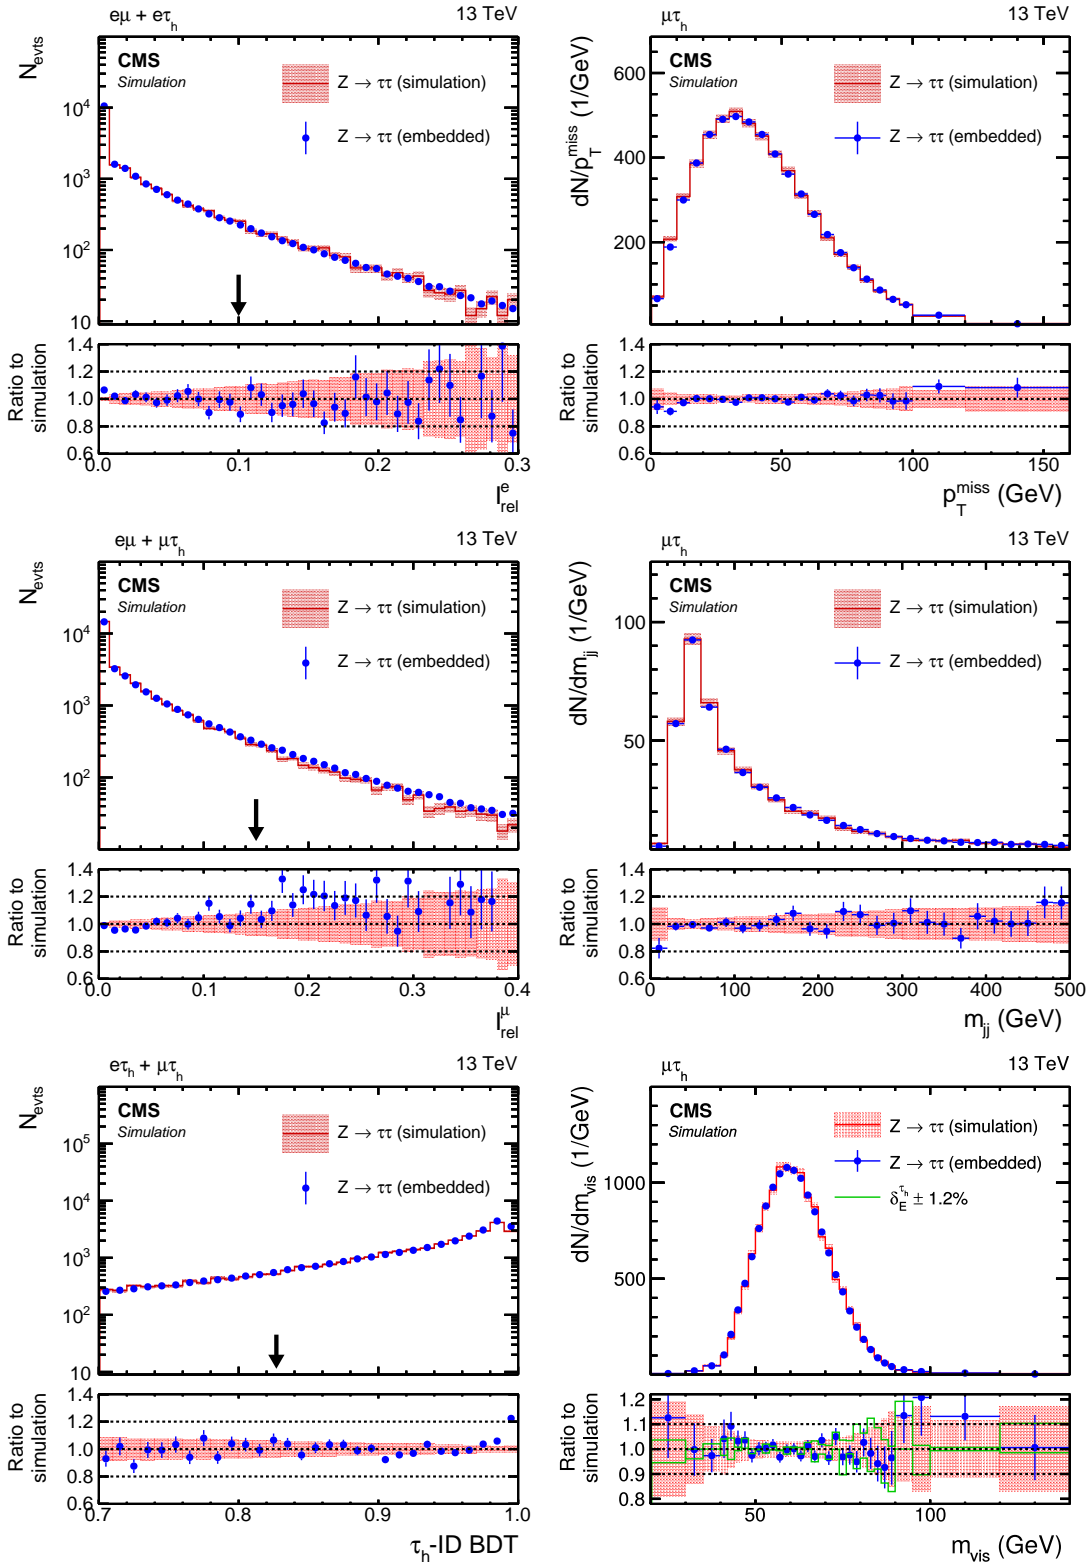 eμ + eτh 13 TeV
CMS
Simulation
Z → ττ (simulation)
Z → ττ (embedded)
Nevts
10^4
10^3
10^2
10
Ratio to simulation
1.4
1.2
1.0
0.8
0.6
0.0 0.1 0.2 0.3
I^e_rel
μτh 13 TeV
CMS
Simulation
Z → ττ (simulation)
Z → ττ (embedded)
dN/p_T^miss (1/GeV)
600
400
200
Ratio to simulation
1.4
1.2
1.0
0.8
0.6
0 50 100 150
p_T^miss (GeV)
eμ + μτh 13 TeV
CMS
Simulation
Z → ττ (simulation)
Z → ττ (embedded)
Nevts
10^4
10^3
10^2
Ratio to simulation
1.4
1.2
1.0
0.8
0.6
0.0 0.1 0.2 0.3 0.4
I^μ_rel
μτh 13 TeV
CMS
Simulation
Z → ττ (simulation)
Z → ττ (embedded)
dN/dm_jj (1/GeV)
100
50
Ratio to simulation
1.4
1.2
1.0
0.8
0.6
0 100 200 300 400 500
m_jj (GeV)
eτh + μτh 13 TeV
CMS
Simulation
Z → ττ (simulation)
Z → ττ (embedded)
Nevts
10^5
10^4
10^3
10^2
10
Ratio to simulation
1.4
1.2
1.0
0.8
0.6
0.7 0.8 0.9 1.0
τh-ID BDT
μτh 13 TeV
CMS
Simulation
Z → ττ (simulation)
Z → ττ (embedded)
δ_E^τh ± 1.2%
dN/dm_vis (1/GeV)
1000
500
Ratio to simulation
1.2
1.1
1.0
0.9
0.8
50 100
m_vis (GeV)